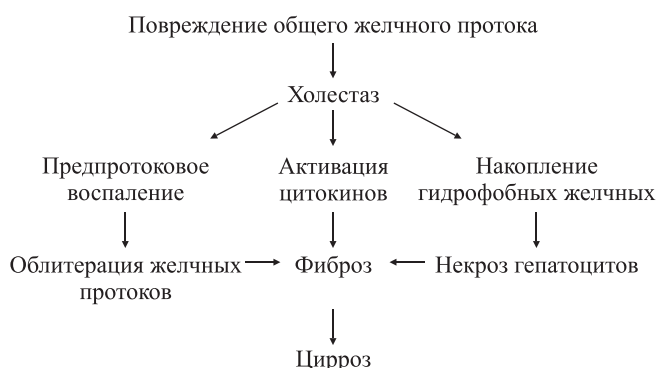 Повреждение общего желчного протока
Холестаз
Предпротоковое
воспаление
Активация
цитокинов
Накопление
гидрофобных желчных
Облитерация желчных
протоков
Фиброз
Некроз гепатоцитов
Цирроз